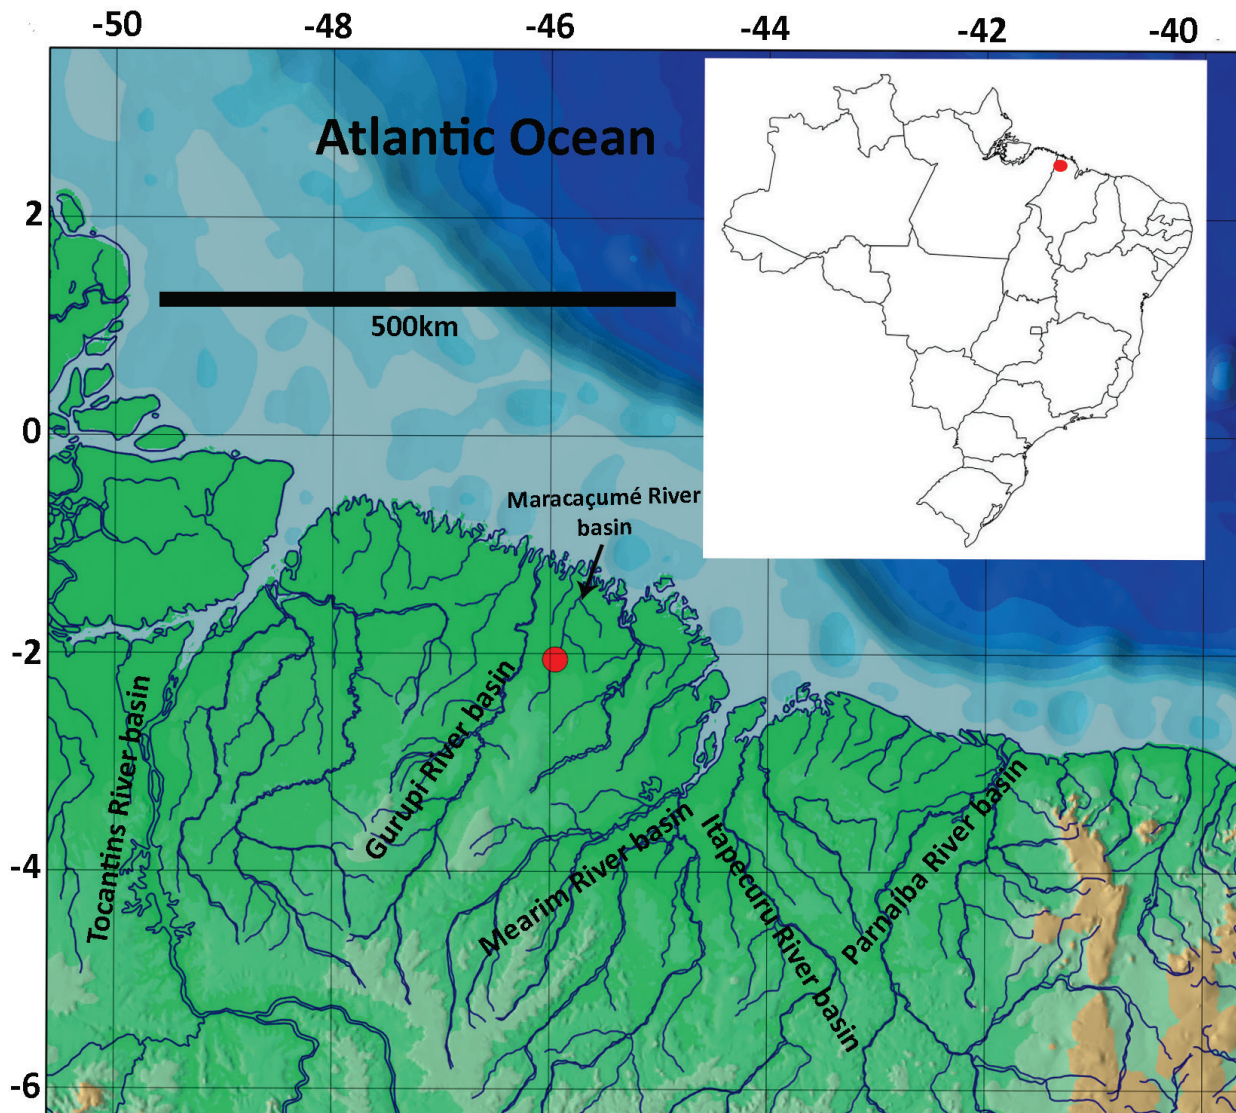 -50 -48 -46 -44 -42 -40
Atlantic Ocean
2
500km
0
Maracaçumé River
basin
-2
Tocantins River basin
Gurupi River basin
Mearim River basin
Itapecuru River basin
Parnaiba River basin
-4
-6